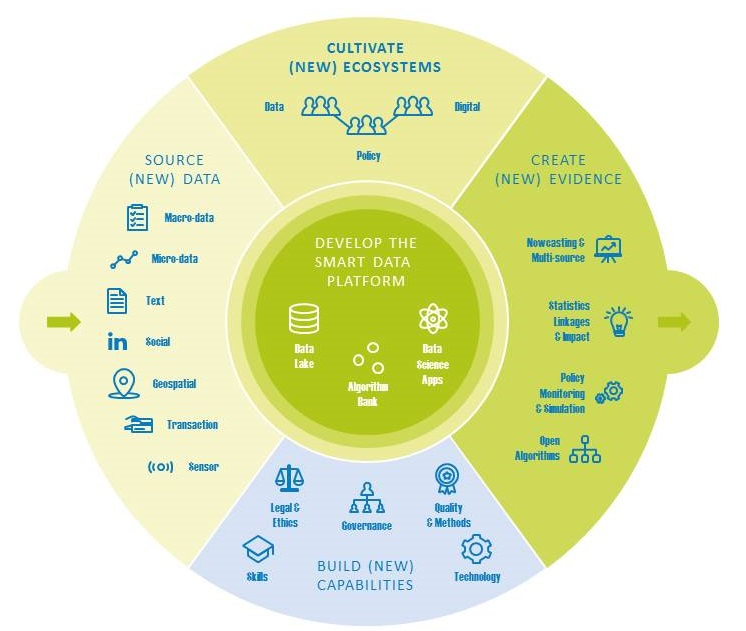 CULTIVATE
(NEW) ECOSYSTEMS
Data
Digital
Policy
SOURCE
(NEW) DATA
Macro-data
Micro-data
Text
in
Social
Geospatial
Transaction
Sensor
DEVELOP THE
SMART DATA
PLATFORM
Data
Lake
Algorithm
Bank
Data
Science
Apps
CREATE
(NEW) EVIDENCE
Nowcasting &
Multi-source
Statistics
Linkages
& Impact
Policy
Monitoring
& Simulation
Open
Algorithms
Legal &
Ethics
Governance
Quality
& Methods
Skills
BUILD (NEW)
CAPABILITIES
Technology